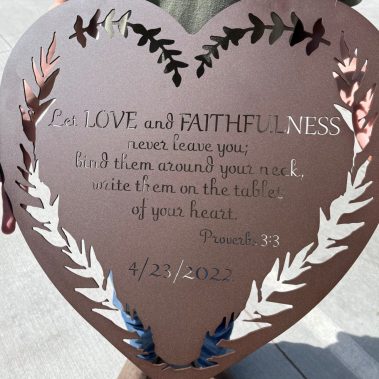 Let LOVE and FAITHFULNESS
never leave you;
bind them around your neck,
write them on the tablet
of your heart.
Proverbs 3:3
4/23/2022